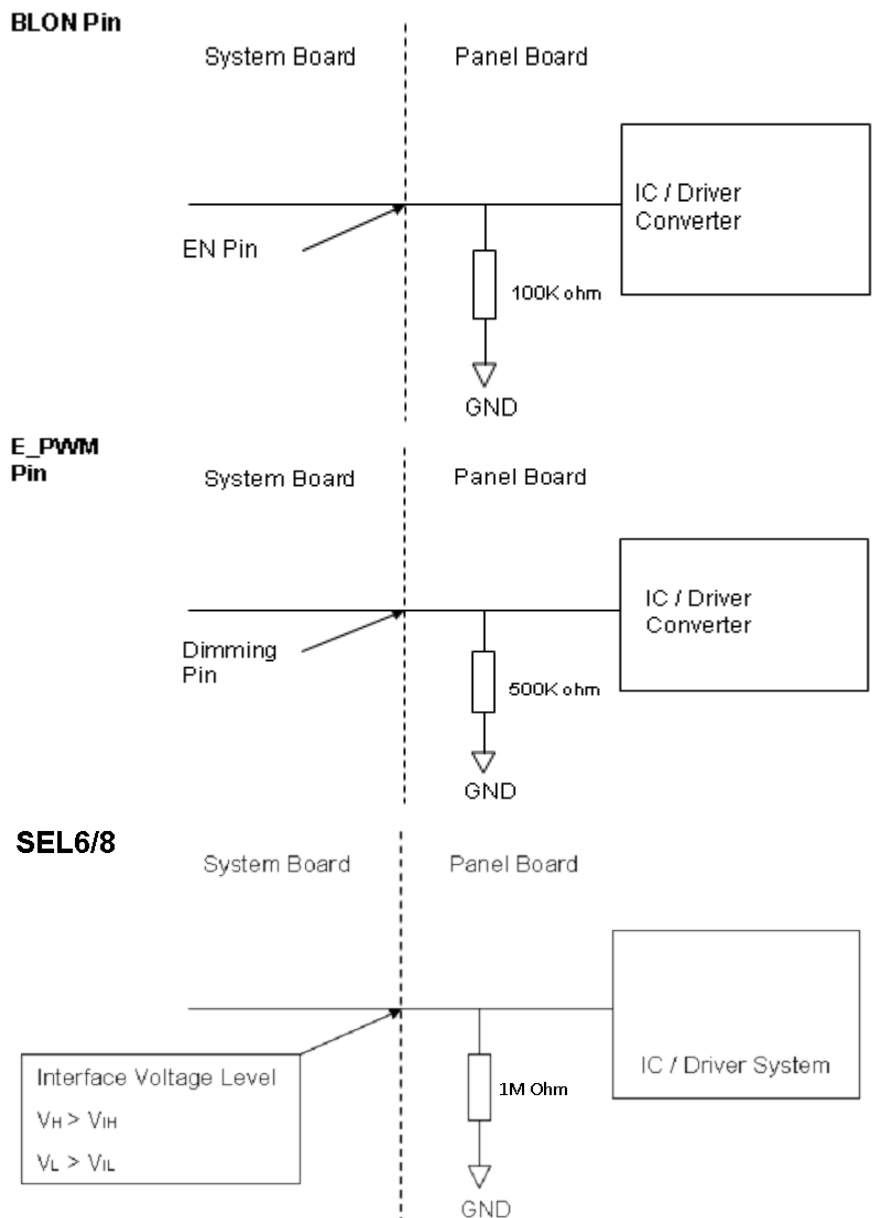 BLON Pin
System Board
Panel Board
IC / Driver
Converter
EN Pin
100K ohm
GND
E_PWM
Pin
System Board
Panel Board
IC / Driver
Converter
Dimming
Pin
500K ohm
GND
SEL6/8
System Board
Panel Board
Interface Voltage Level
VH > VIH
VL > VIL
1M Ohm
IC / Driver System
GND